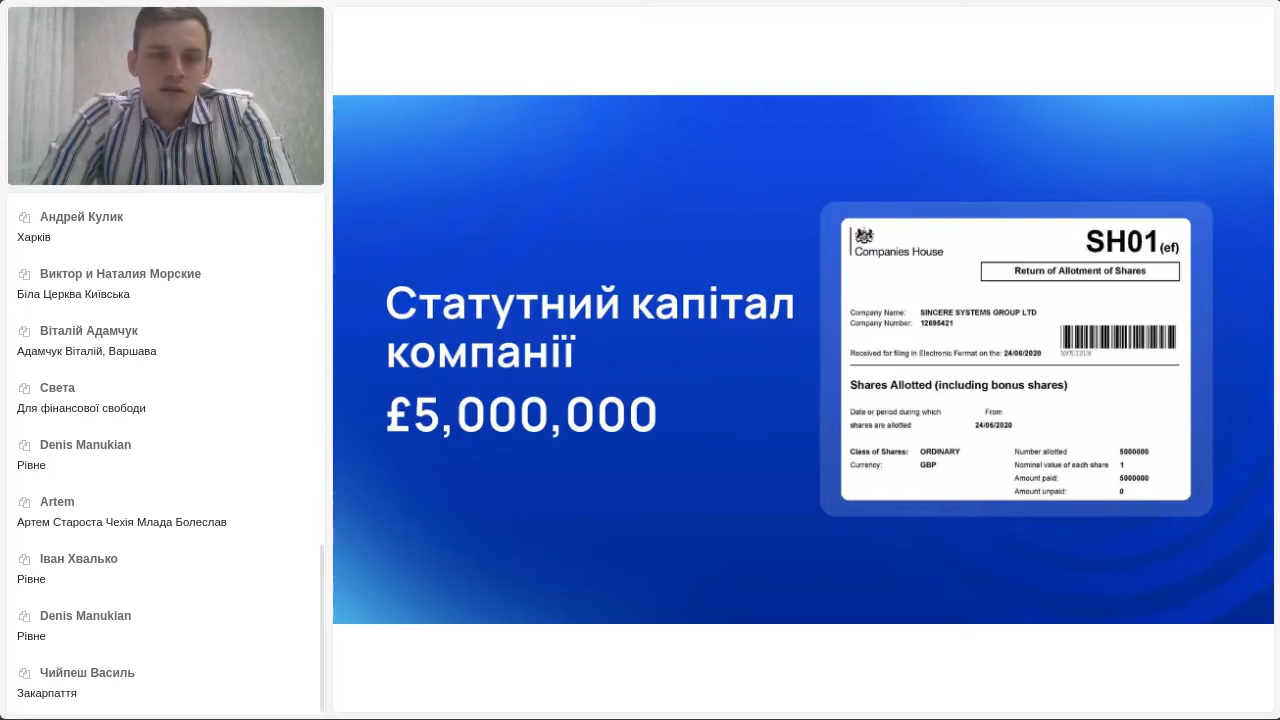 Андрей Кулик
Харків
Виктор и Наталия Морские
Біла Церква Київська
Віталій Адамчук
Адамчук Віталій, Варшава
Света
Для фінансової свободи
Denis Manukian
Рівне
Artem
Артем Староста Чехія Млада Болеслав
Іван Хвалько
Рівне
Denis Manukian
Рівне
Чийпеш Василь
Закарпаття
Статутний капітал
компанії
£5,000,000
Companies House
SH01(ef)
Return of Allotment of Shares
Company Name: SINCERE SYSTEMS GROUP LTD
Company Number: 12695421
Received for filing in Electronic Format on the: 24/06/2020
Shares Allotted (including bonus shares)
Date or period during which From
shares are allotted 24/06/2020
Class of Shares: ORDINARY Number allotted 5000000
Currency: GBP Nominal value of each share 1
Amount paid: 5000000
Amount unpaid: 0